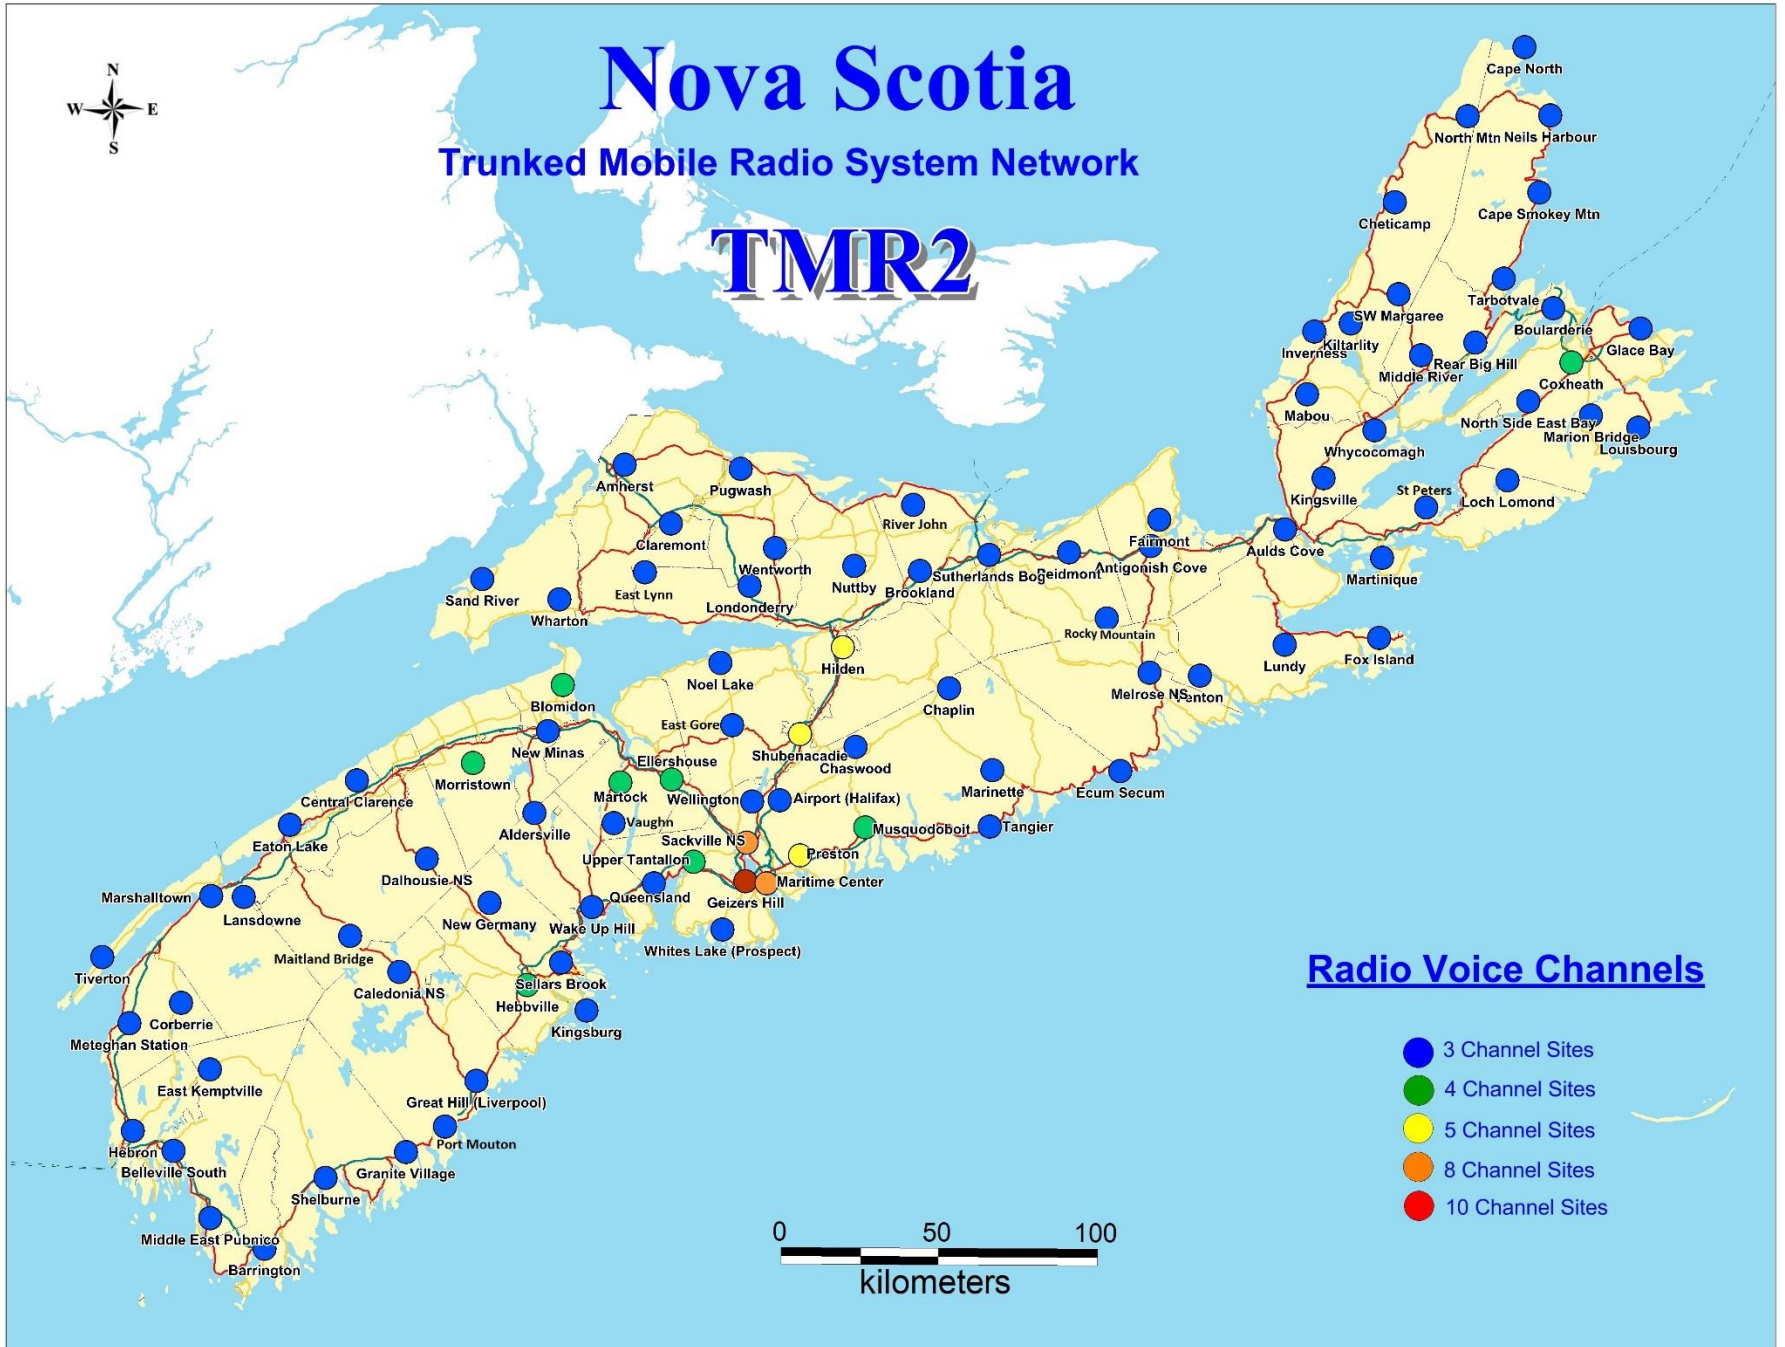 Nova Scotia
Trunked Mobile Radio System Network
TMR2
N
W E
S
Cape North
North Mtn Neils Harbour
Cheticamp
Cape Smokey Mtn
Tarbotvale
SW Margaree
Boularderie
Kiltarlity
Inverness
Glace Bay
Rear Big Hill
Middle River
Coxheath
Mabou
North Side East Bay
Marion Bridge
Louisbourg
Whycocomagh
Kingsville
St Peters
Loch Lomond
Amherst
Pugwash
River John
Claremont
Fairmont
Aulds Cove
Wentworth
Sutherlands Bog
Antigonish Cove
Martinique
Nuttby
Brookland
East Lynn
Sand River
Londonderry
Wharton
Rocky Mountain
Lundy
Fox Island
Hilden
Noel Lake
Melrose NS
Blomidon
Chaplin
East Gore
New Minas
Shubenacadie
Ellershouse
Chaswood
Morristown
Marinette
Ecum Secum
Martock
Wellington
Airport (Halifax)
Central Clarence
Vaughn
Aldersville
Musquodoboit
Tangier
Sackville NS
Eaton Lake
Preston
Upper Tantallon
Dalhousie NS
Maritime Center
Marshalltown
Queensland
Geizers Hill
Lansdowne
New Germany
Wake Up Hill
Whites Lake (Prospect)
Maitland Bridge
Tiverton
Sellars Brook
Caledonia NS
Hebbville
Corberrie
Kingsburg
Meteghan Station
East Kemptville
Great Hill (Liverpool)
Port Mouton
Hebron
Belleville South
Granite Village
Shelburne
Middle East Pubnico
Barrington
Radio Voice Channels
3 Channel Sites
4 Channel Sites
5 Channel Sites
8 Channel Sites
10 Channel Sites
0 50 100
kilometers